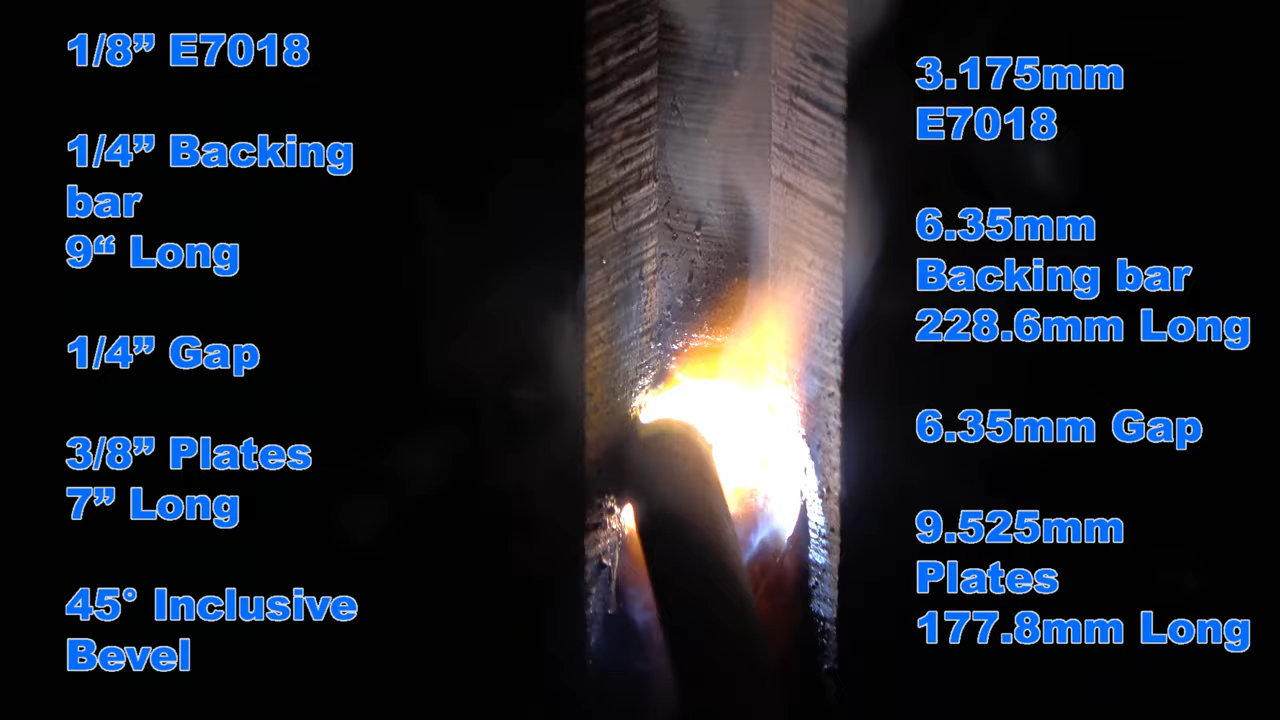 1/8” E7018
1/4” Backing
bar
9“ Long
1/4” Gap
3/8” Plates
7” Long
45° Inclusive
Bevel
3.175mm
E7018
6.35mm
Backing bar
228.6mm Long
6.35mm Gap
9.525mm
Plates
177.8mm Long